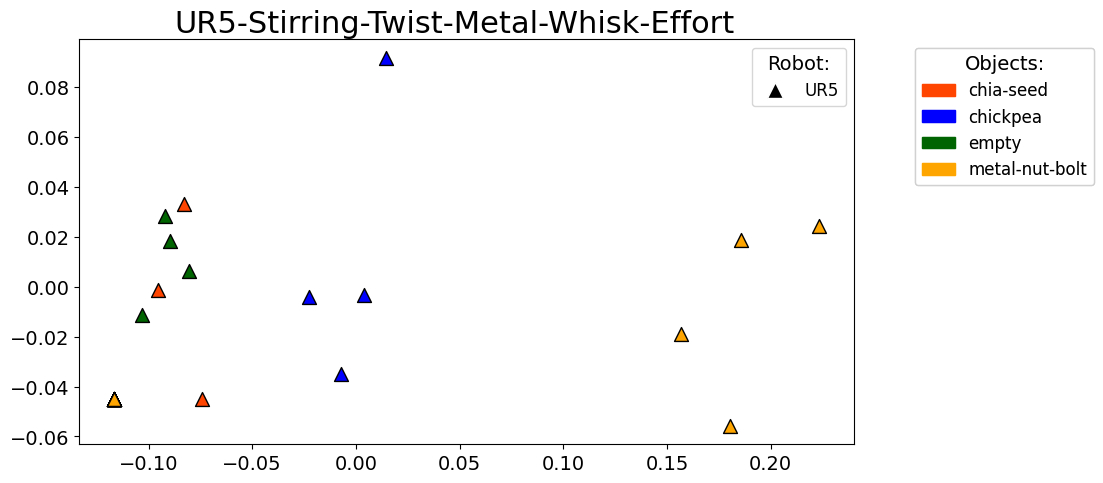 UR5-Stirring-Twist-Metal-Whisk-Effort
0.08
0.06
0.04
0.02
0.00
−0.02
−0.04
−0.06
−0.10
−0.05
0.00
0.05
0.10
0.15
0.20
Robot:
UR5
Objects:
chia-seed
chickpea
empty
metal-nut-bolt